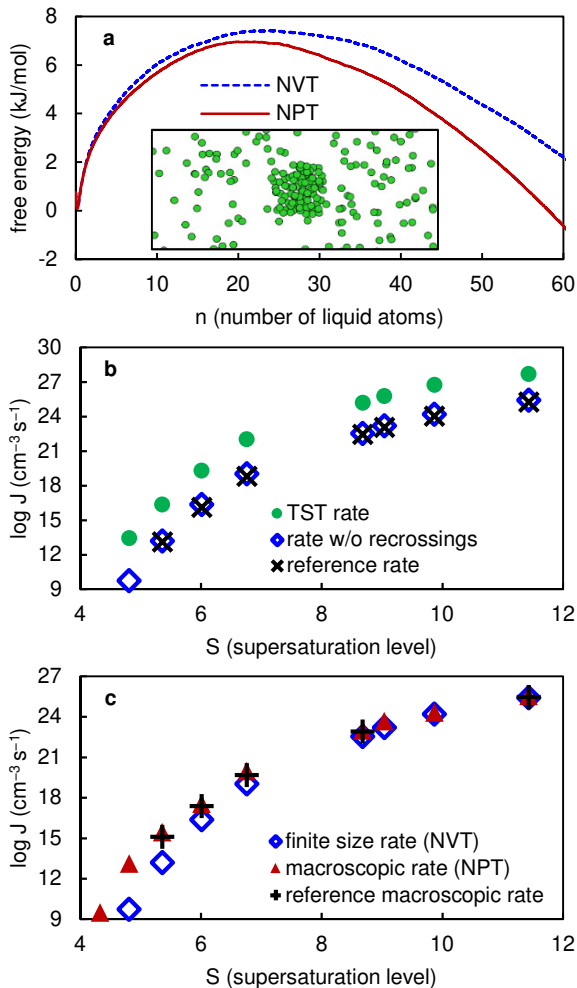 8
6
4
2
0
-2
free energy (kJ/mol)
a
NVT
NPT
0 10 20 30 40 50 60
n (number of liquid atoms)
30
27
24
21
18
15
12
9
log J (cm⁻³ s⁻¹)
b
TST rate
rate w/o recrossings
reference rate
4 6 8 10 12
S (supersaturation level)
27
24
21
18
15
12
9
log J (cm⁻³ s⁻¹)
c
finite size rate (NVT)
macroscopic rate (NPT)
reference macroscopic rate
4 6 8 10 12
S (supersaturation level)